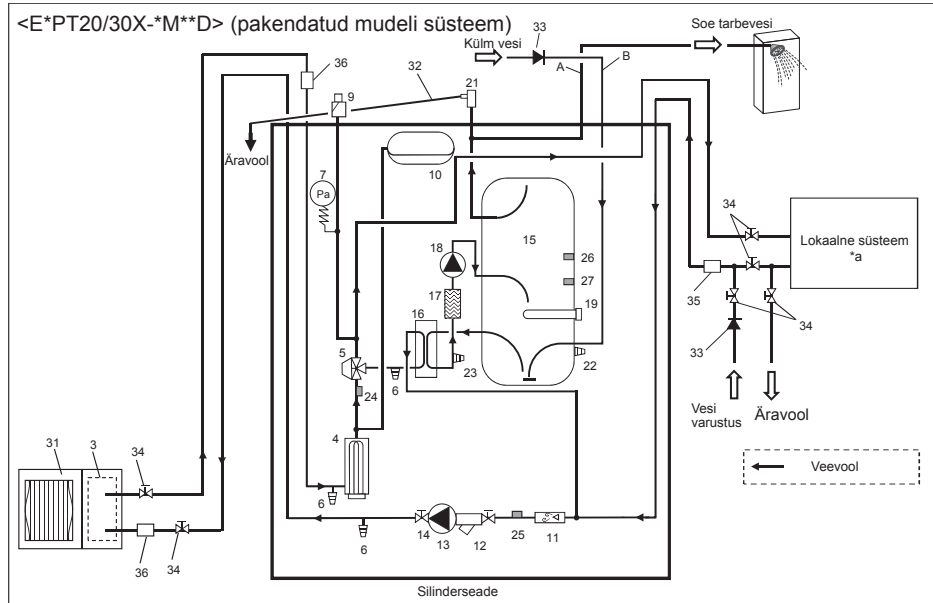 <E*PT20/30X-*M**D> (pakendatud mudeli süsteem)
Külm vesi
33
A
B
Soe tarbevesi
36
32
21
9
Äravool
10
7
Pa
34
15
Lokaalne süsteem
*a
18
26
27
17
19
16
35
34
5
33
23
22
6
24
Vesi
varustus
Äravool
4
31
3
34
6
Veevool
36
34
6
14
13
12
25
11
Silinderseade